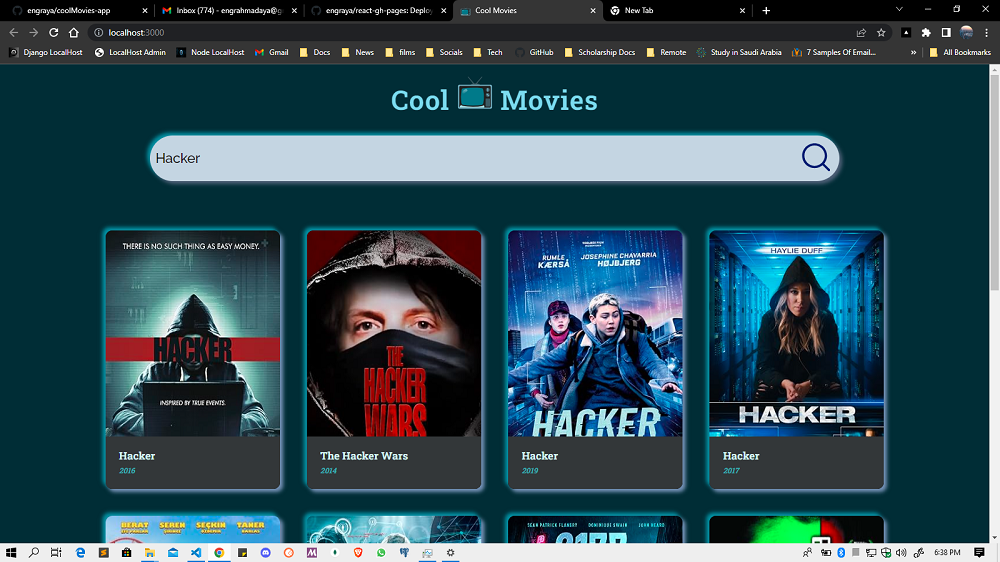 engraya/coolMovies-app
Inbox (774) - engrahmadaya@g
engraya/react-gh-pages: Deploy
Cool Movies
New Tab
localhost:3000
Django LocalHost
LocalHost Admin
Node LocalHost
Gmail
Docs
News
films
Socials
Tech
GitHub
Scholarship Docs
Remote
Study in Saudi Arabia
7 Samples Of Email...
»
All Bookmarks
Cool Movies
Hacker
THERE IS NO SUCH THING AS EASY MONEY.
HACKER
INSPIRED BY TRUE EVENTS.
Hacker
2016
THE
HACKER
WARS
The Hacker Wars
2014
RUMLE
KÆRSÅ
JOSEPHINE CHAVARRIA
HØJBJERG
HACKER
Hacker
2019
HAYLIE DUFF
HACKER
Hacker
2017
BERAT
SEREN
SEÇKİN
TANER
SEAN PATRICK FLANERY
DOMINIQUE SWAIN
JOHN HEARD
6:38 PM